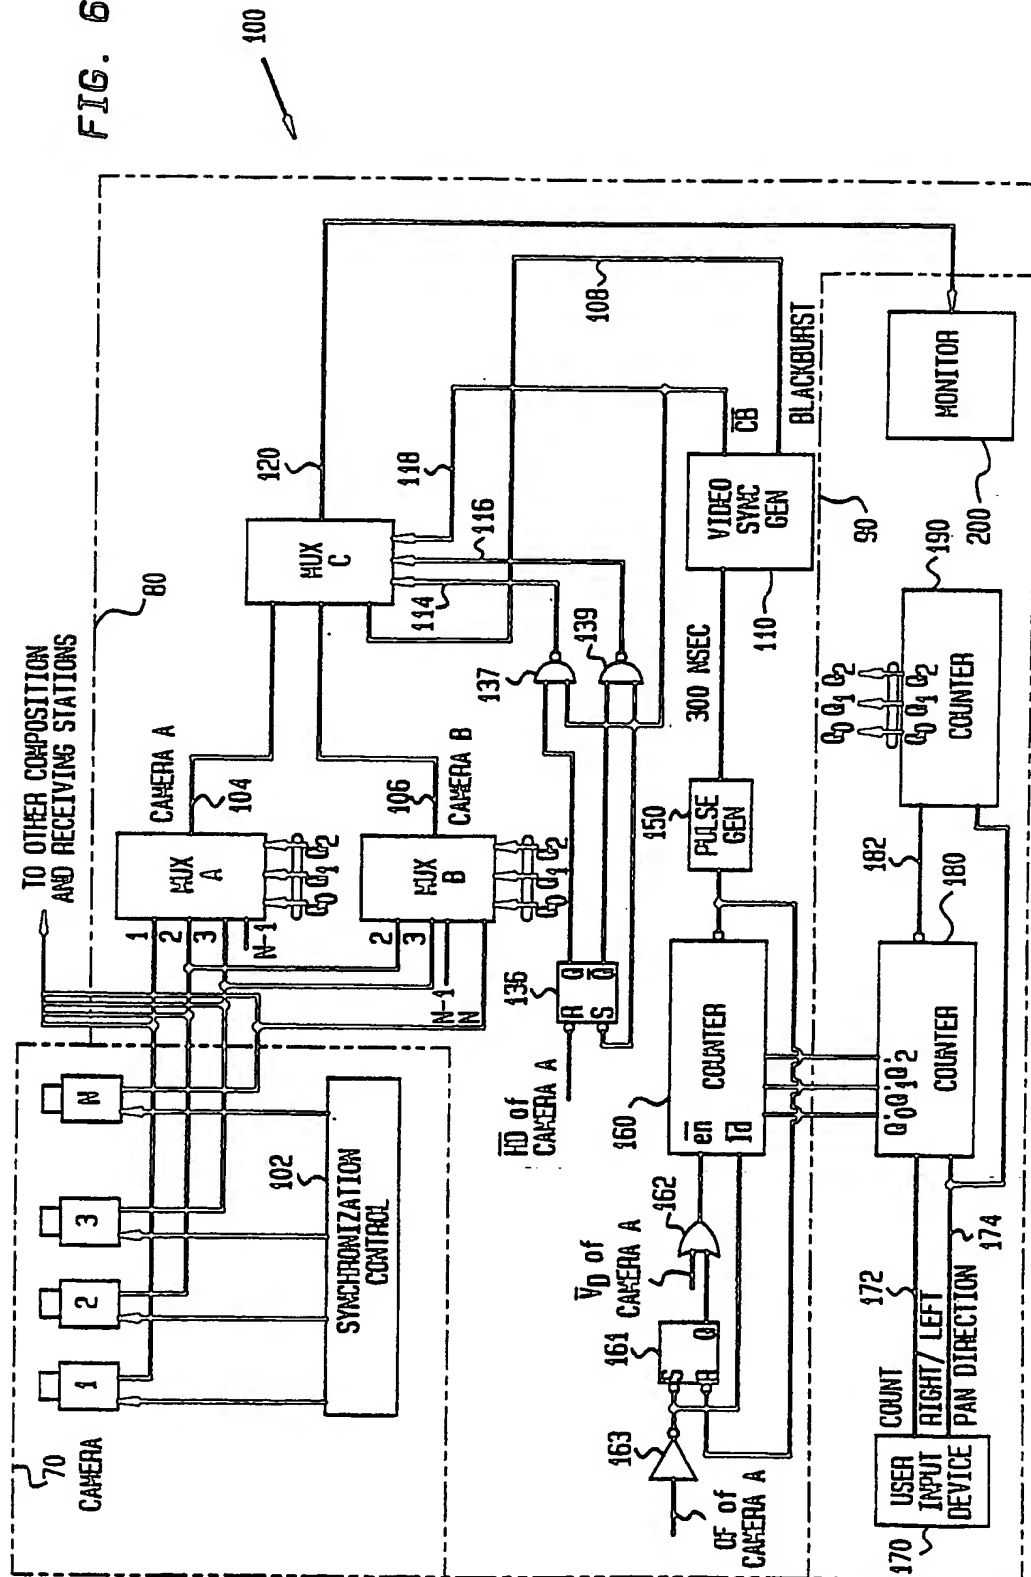 FIG. 6
100
TO OTHER COMPOSITION
AND RECEIVING STATIONS
80
70
CAMERA
1
2
3
N
SYNCHRONIZATION
CONTROL
102
1
2
3
N-1
MUX
A
Q0 Q1 Q2
CAMERA A
104
2
3
N-1
N
MUX
B
Q0 Q1 Q2
106
CAMERA B
MUX
C
120
118
116
114
108
HD of
CAMERA A
136
R
S
Q
Q
137
139
CB
BLACKBURST
VIDEO
SYNC
GEN
110
90
300 NSEC
150
PULSE
GEN
160
COUNTER
en
ld
OF of
CAMERA A
163
161
S
R
Q
VD of
CAMERA A
162
170
USER
INPUT
DEVICE
COUNT
172
RIGHT/LEFT
PAN DIRECTION
174
Q'0 Q'1 Q'2
COUNTER
180
182
Q0 Q1 Q2
Q0 Q1 Q2
COUNTER
190
MONITOR
200